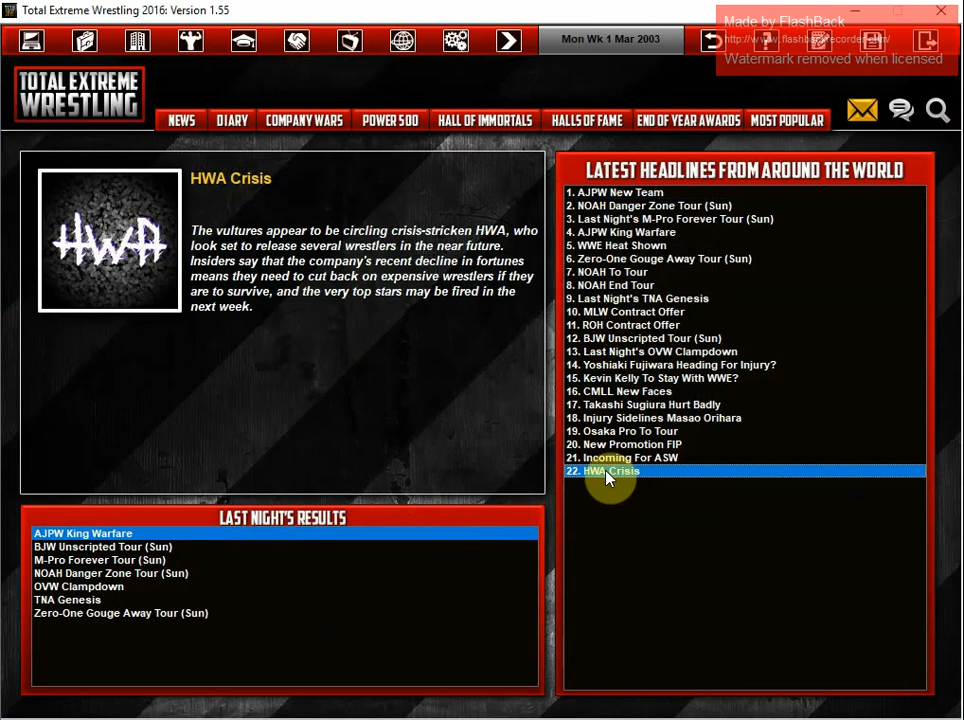 Total Extreme Wrestling 2016: Version 1.55
Made by FlashBack
Mon Wk 1 Mar 2003
Watermark removed when licensed
TOTAL EXTREME
WRESTLING
NEWS
DIARY
COMPANY WARS
POWER 500
HALL OF IMMORTALS
HALLS OF FAME
END OF YEAR AWARDS
MOST POPULAR
HWA Crisis
HWA
The vultures appear to be circling crisis-stricken HWA, who
look set to release several wrestlers in the near future.
Insiders say that the company's recent decline in fortunes
means they need to cut back on expensive wrestlers if they
are to survive, and the very top stars may be fired in the
next week.
LATEST HEADLINES FROM AROUND THE WORLD
1. AJPW New Team
2. NOAH Danger Zone Tour (Sun)
3. Last Night's M-Pro Forever Tour (Sun)
4. AJPW King Warfare
5. WWE Heat Shown
6. Zero-One Gouge Away Tour (Sun)
7. NOAH To Tour
8. NOAH End Tour
9. Last Night's TNA Genesis
10. MLW Contract Offer
11. ROH Contract Offer
12. BJW Unscripted Tour (Sun)
13. Last Night's OVW Clampdown
14. Yoshiaki Fujiwara Heading For Injury?
15. Kevin Kelly To Stay With WWE?
16. CMLL New Faces
17. Takashi Sugiura Hurt Badly
18. Injury Sidelines Masao Orihara
19. Osaka Pro To Tour
20. New Promotion FIP
21. Incoming For ASW
22. HWA Crisis
LAST NIGHT'S RESULTS
AJPW King Warfare
BJW Unscripted Tour (Sun)
M-Pro Forever Tour (Sun)
NOAH Danger Zone Tour (Sun)
OVW Clampdown
TNA Genesis
Zero-One Gouge Away Tour (Sun)